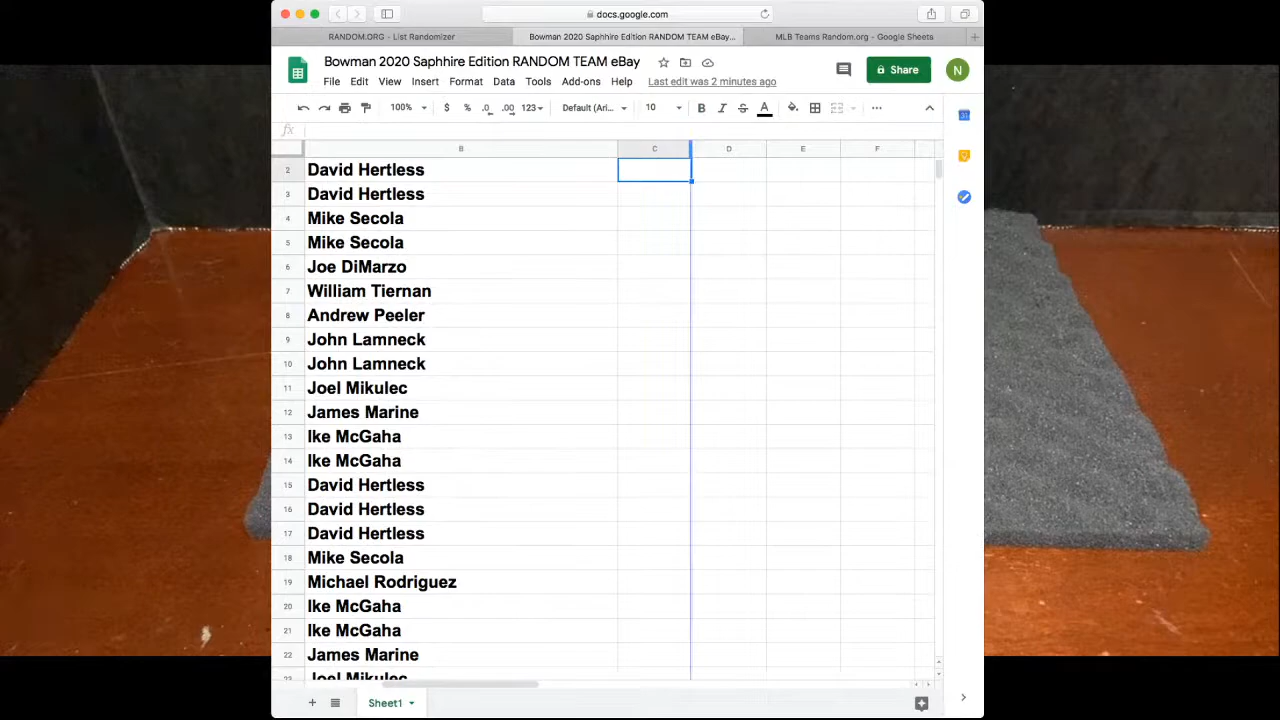 docs.google.com
RANDOM.ORG - List Randomizer
Bowman 2020 Saphhire Edition RANDOM TEAM eBay...
MLB Teams Random.org - Google Sheets
Bowman 2020 Saphhire Edition RANDOM TEAM eBay
File Edit View Insert Format Data Tools Add-ons Help Last edit was 2 minutes ago
Share
N
100% $ % .0 .00 123 Default (Ari... 10 B I S A
fx
B C D E F
2 David Hertless
3 David Hertless
4 Mike Secola
5 Mike Secola
6 Joe DiMarzo
7 William Tiernan
8 Andrew Peeler
9 John Lamneck
10 John Lamneck
11 Joel Mikulec
12 James Marine
13 Ike McGaha
14 Ike McGaha
15 David Hertless
16 David Hertless
17 David Hertless
18 Mike Secola
19 Michael Rodriguez
20 Ike McGaha
21 Ike McGaha
22 James Marine
23 Joel Mikulec
Sheet1